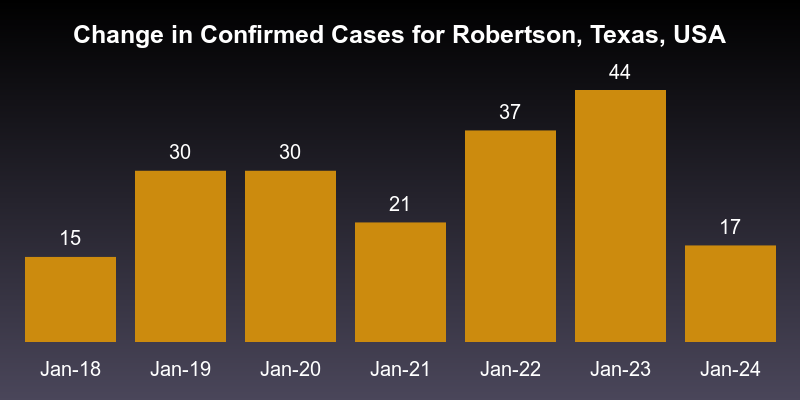 Change in Confirmed Cases for Robertson, Texas, USA
15
30
30
21
37
44
17
Jan-18
Jan-19
Jan-20
Jan-21
Jan-22
Jan-23
Jan-24